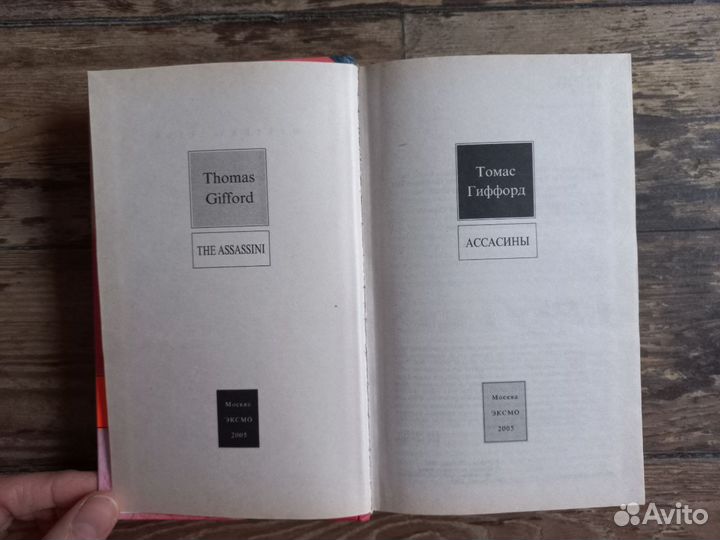 Thomas
Gifford
THE ASSASSINI
Москва
ЭКСМО
2005
Томас
Гиффорд
АССАСИНЫ
Москва
ЭКСМО
2005
Avito